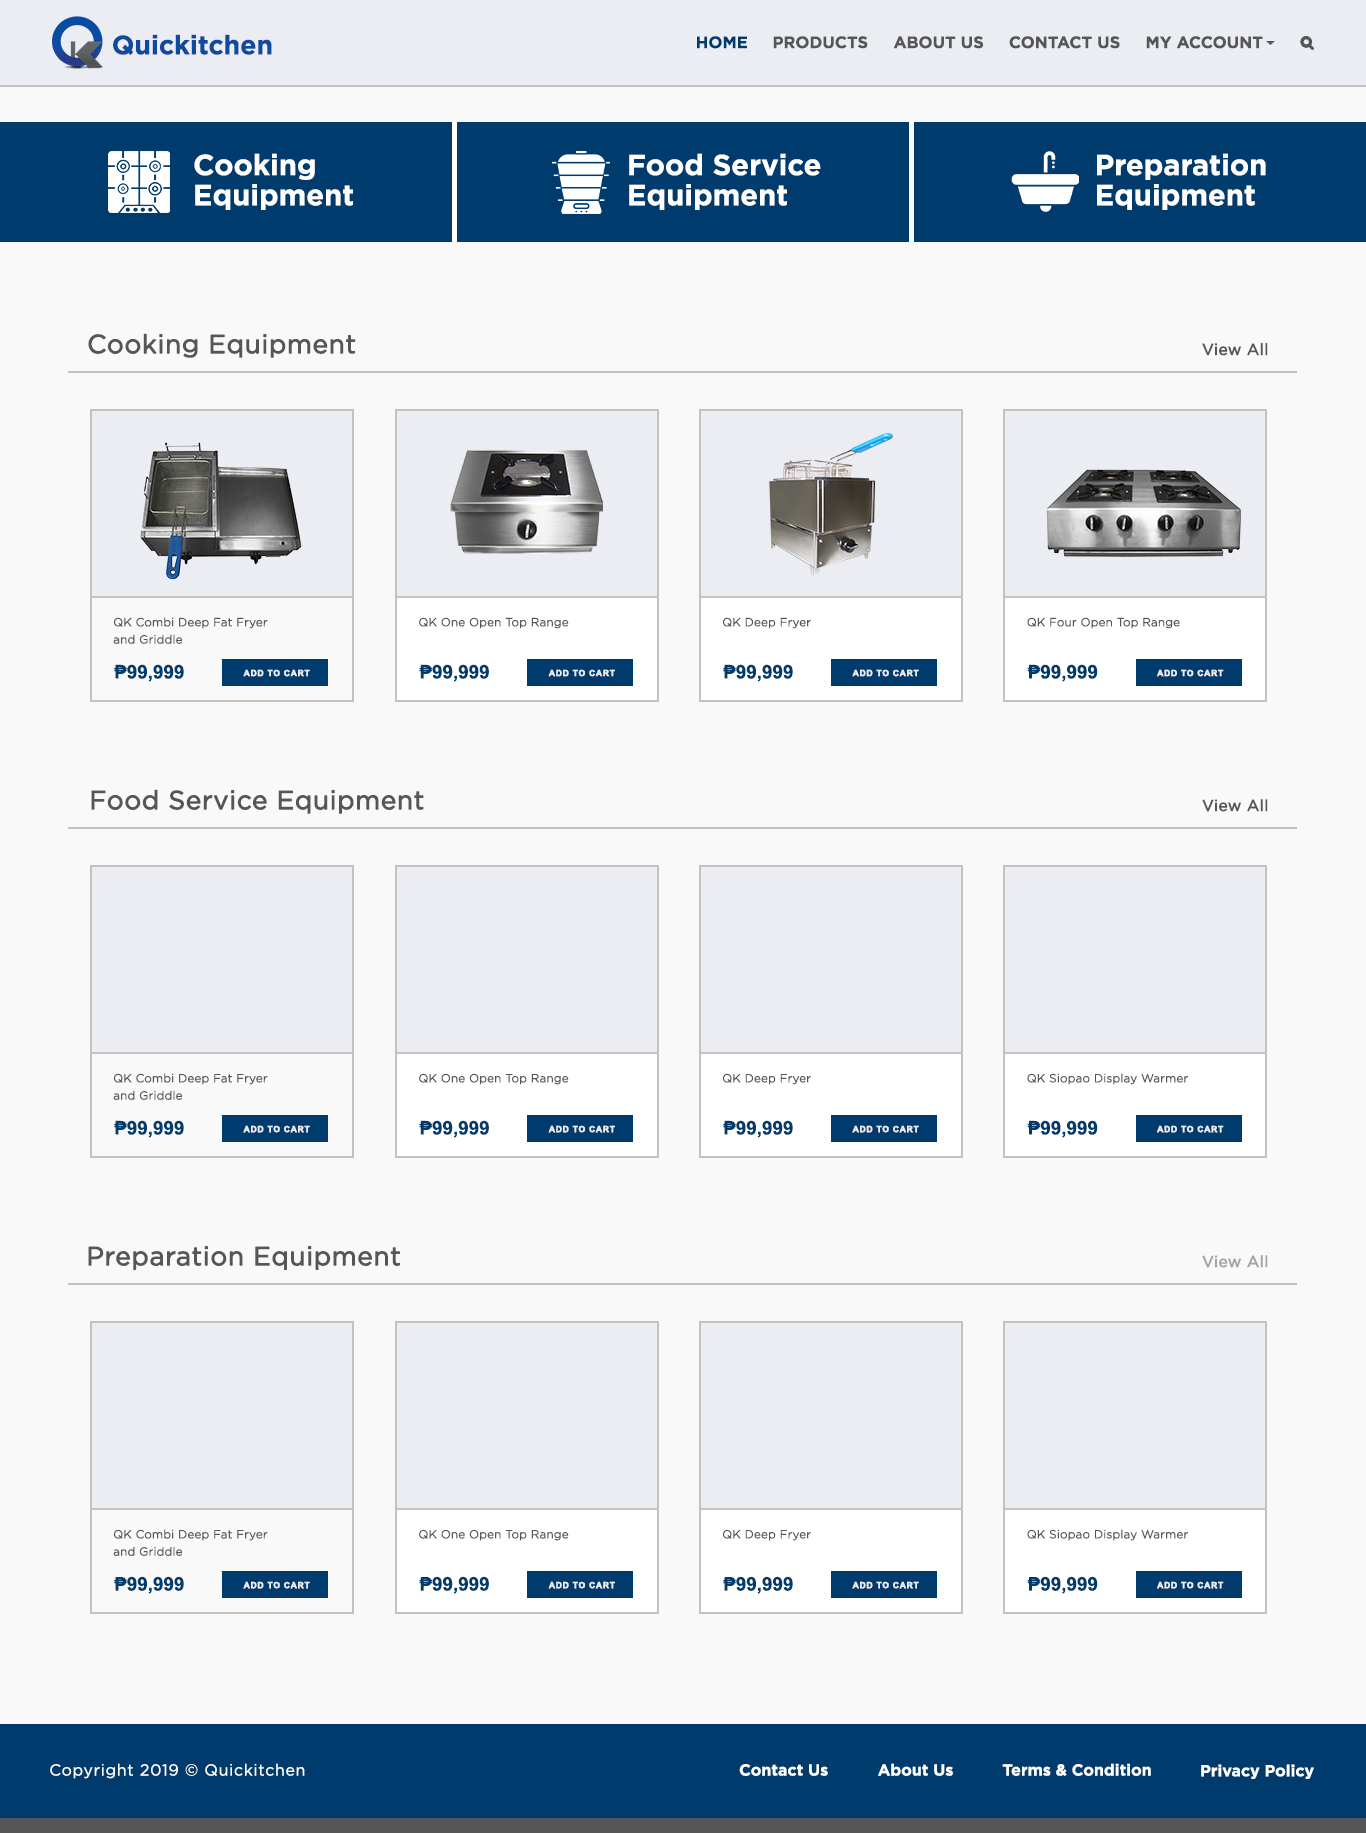 Quickitchen
HOME PRODUCTS ABOUT US CONTACT US MY ACCOUNT
Cooking
Equipment
Food Service
Equipment
Preparation
Equipment
Cooking Equipment
View All
QK Combi Deep Fat Fryer
and Griddle
₱99,999 ADD TO CART
QK One Open Top Range
₱99,999 ADD TO CART
QK Deep Fryer
₱99,999 ADD TO CART
QK Four Open Top Range
₱99,999 ADD TO CART
Food Service Equipment
View All
QK Combi Deep Fat Fryer
and Griddle
₱99,999 ADD TO CART
QK One Open Top Range
₱99,999 ADD TO CART
QK Deep Fryer
₱99,999 ADD TO CART
QK Siopao Display Warmer
₱99,999 ADD TO CART
Preparation Equipment
View All
QK Combi Deep Fat Fryer
and Griddle
₱99,999 ADD TO CART
QK One Open Top Range
₱99,999 ADD TO CART
QK Deep Fryer
₱99,999 ADD TO CART
QK Siopao Display Warmer
₱99,999 ADD TO CART
Copyright 2019 © Quickitchen
Contact Us About Us Terms & Condition Privacy Policy